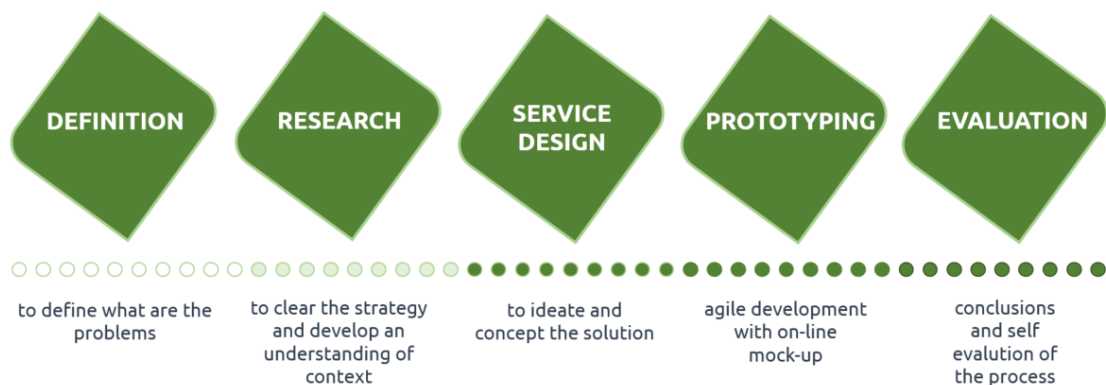 DEFINITION
RESEARCH
SERVICE
DESIGN
PROTOTYPING
EVALUATION
to define what are the
problems
to clear the strategy
and develop an
understanding of
context
to ideate and
concept the solution
agile development
with on-line
mock-up
conclusions
and self
evalution of
the process